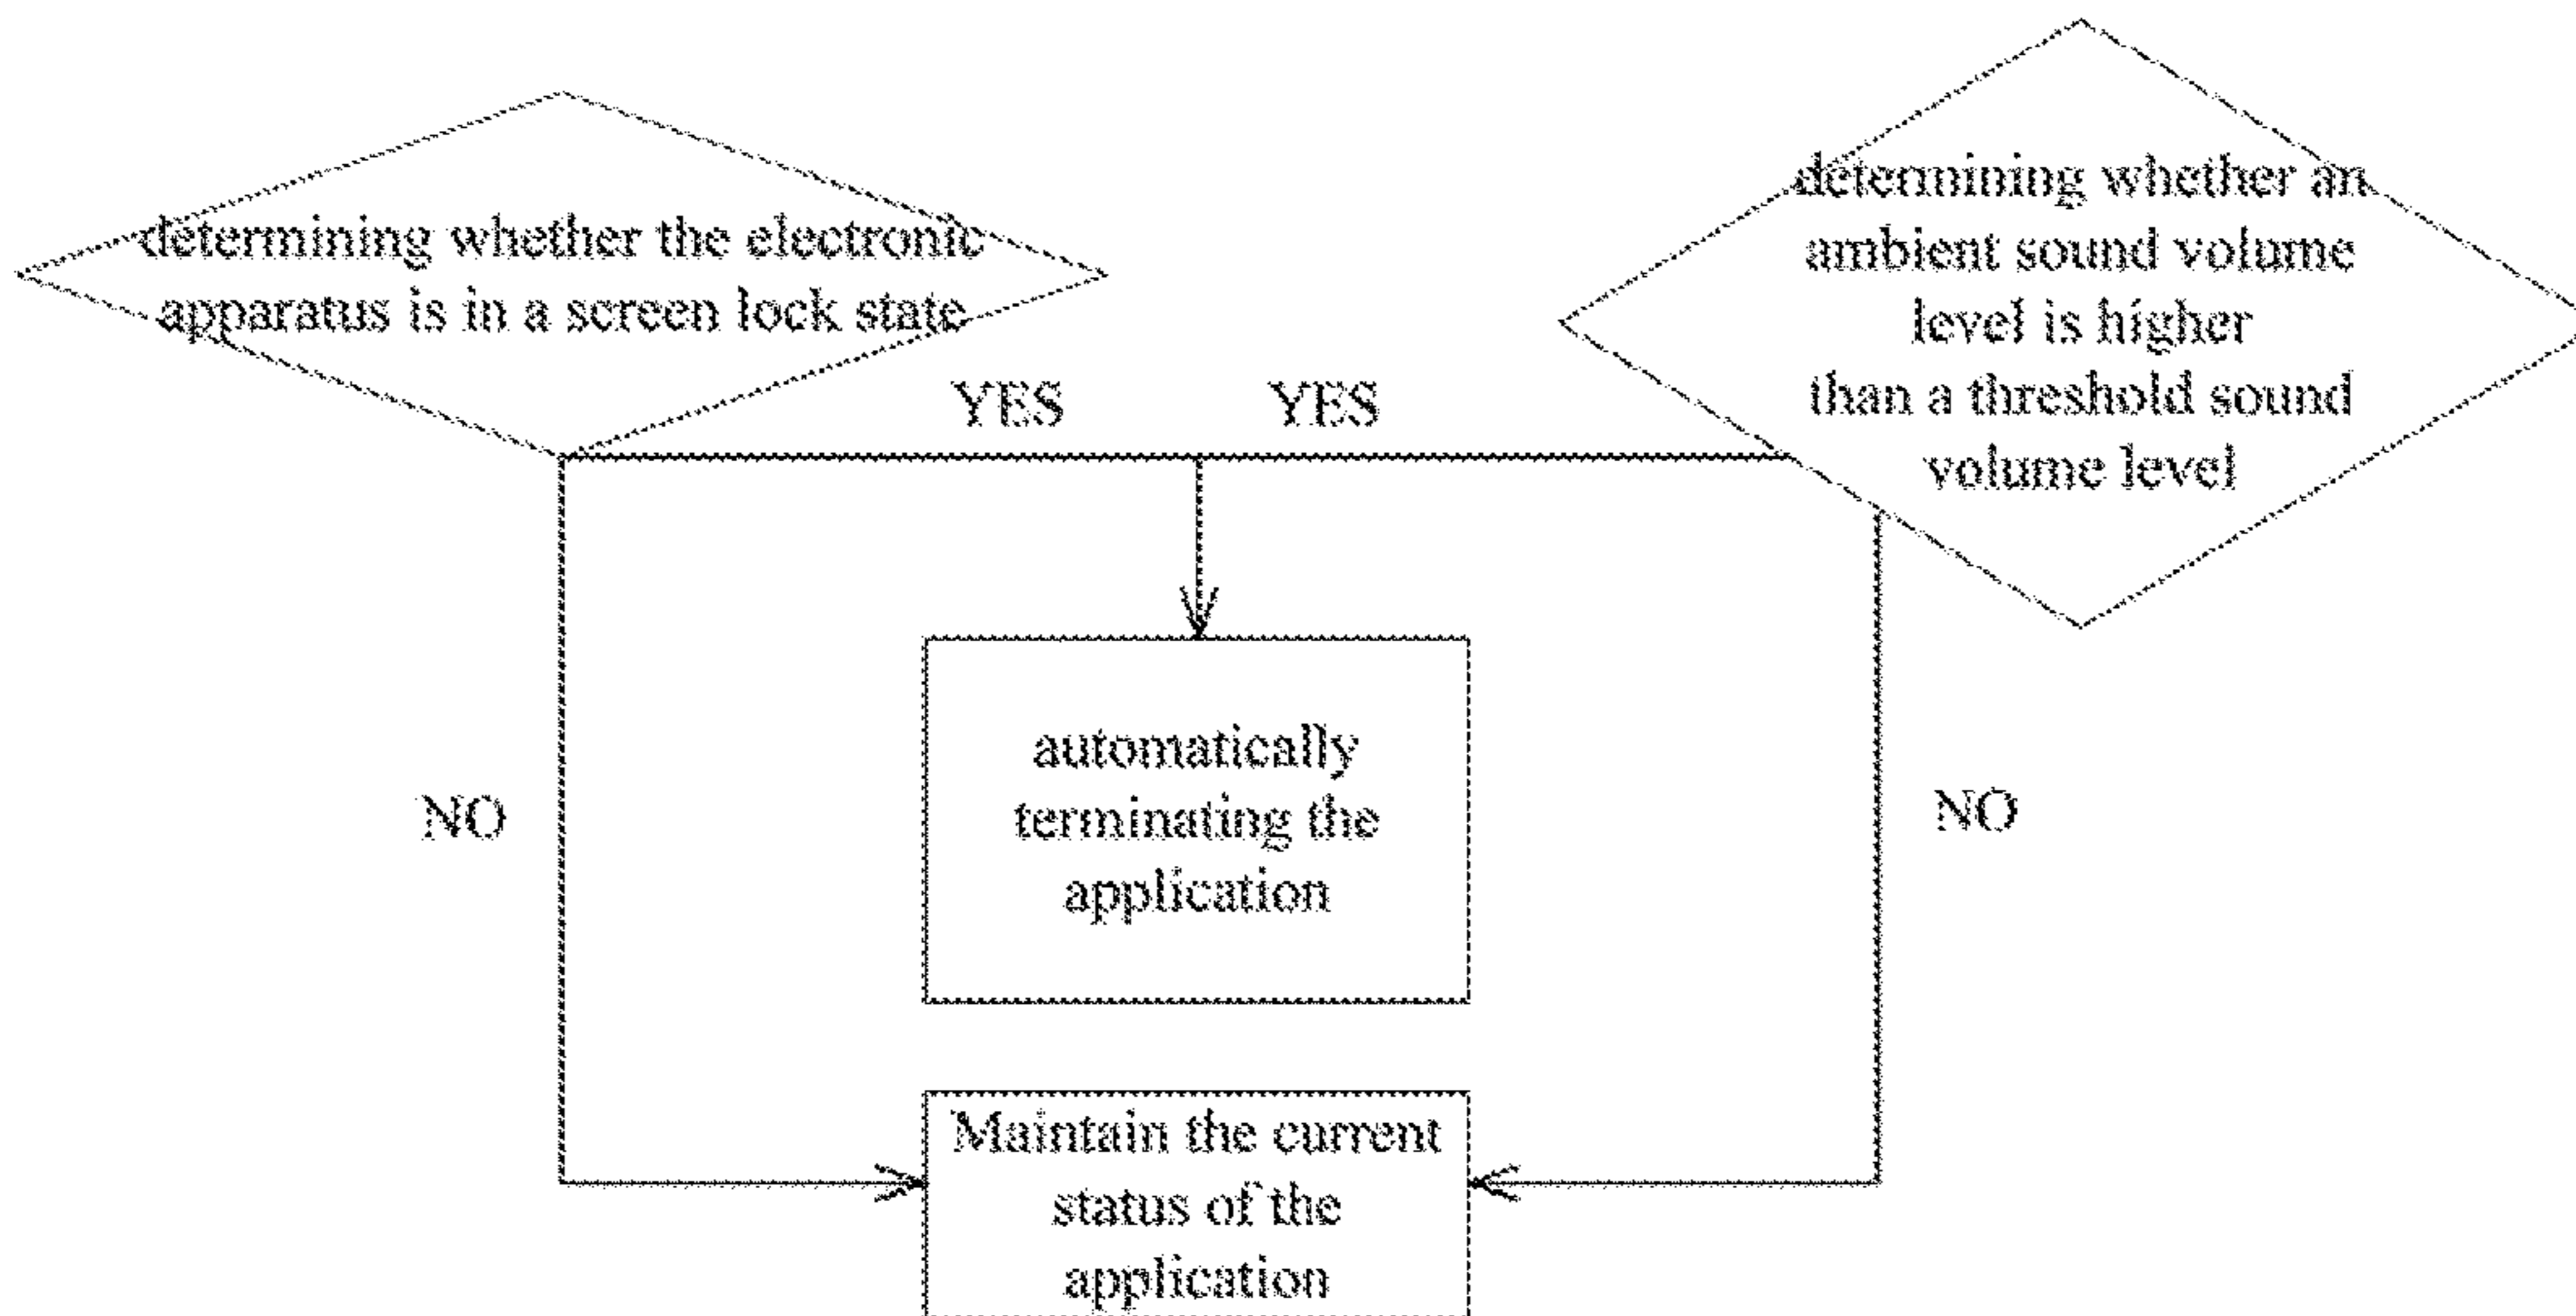 determining whether the electronic
apparatus is in a screen lock state
determining whether an
ambient sound volume
level is higher
than a threshold sound
volume level
YES
YES
automatically
terminating the
application
NO
NO
Maintain the current
status of the
application